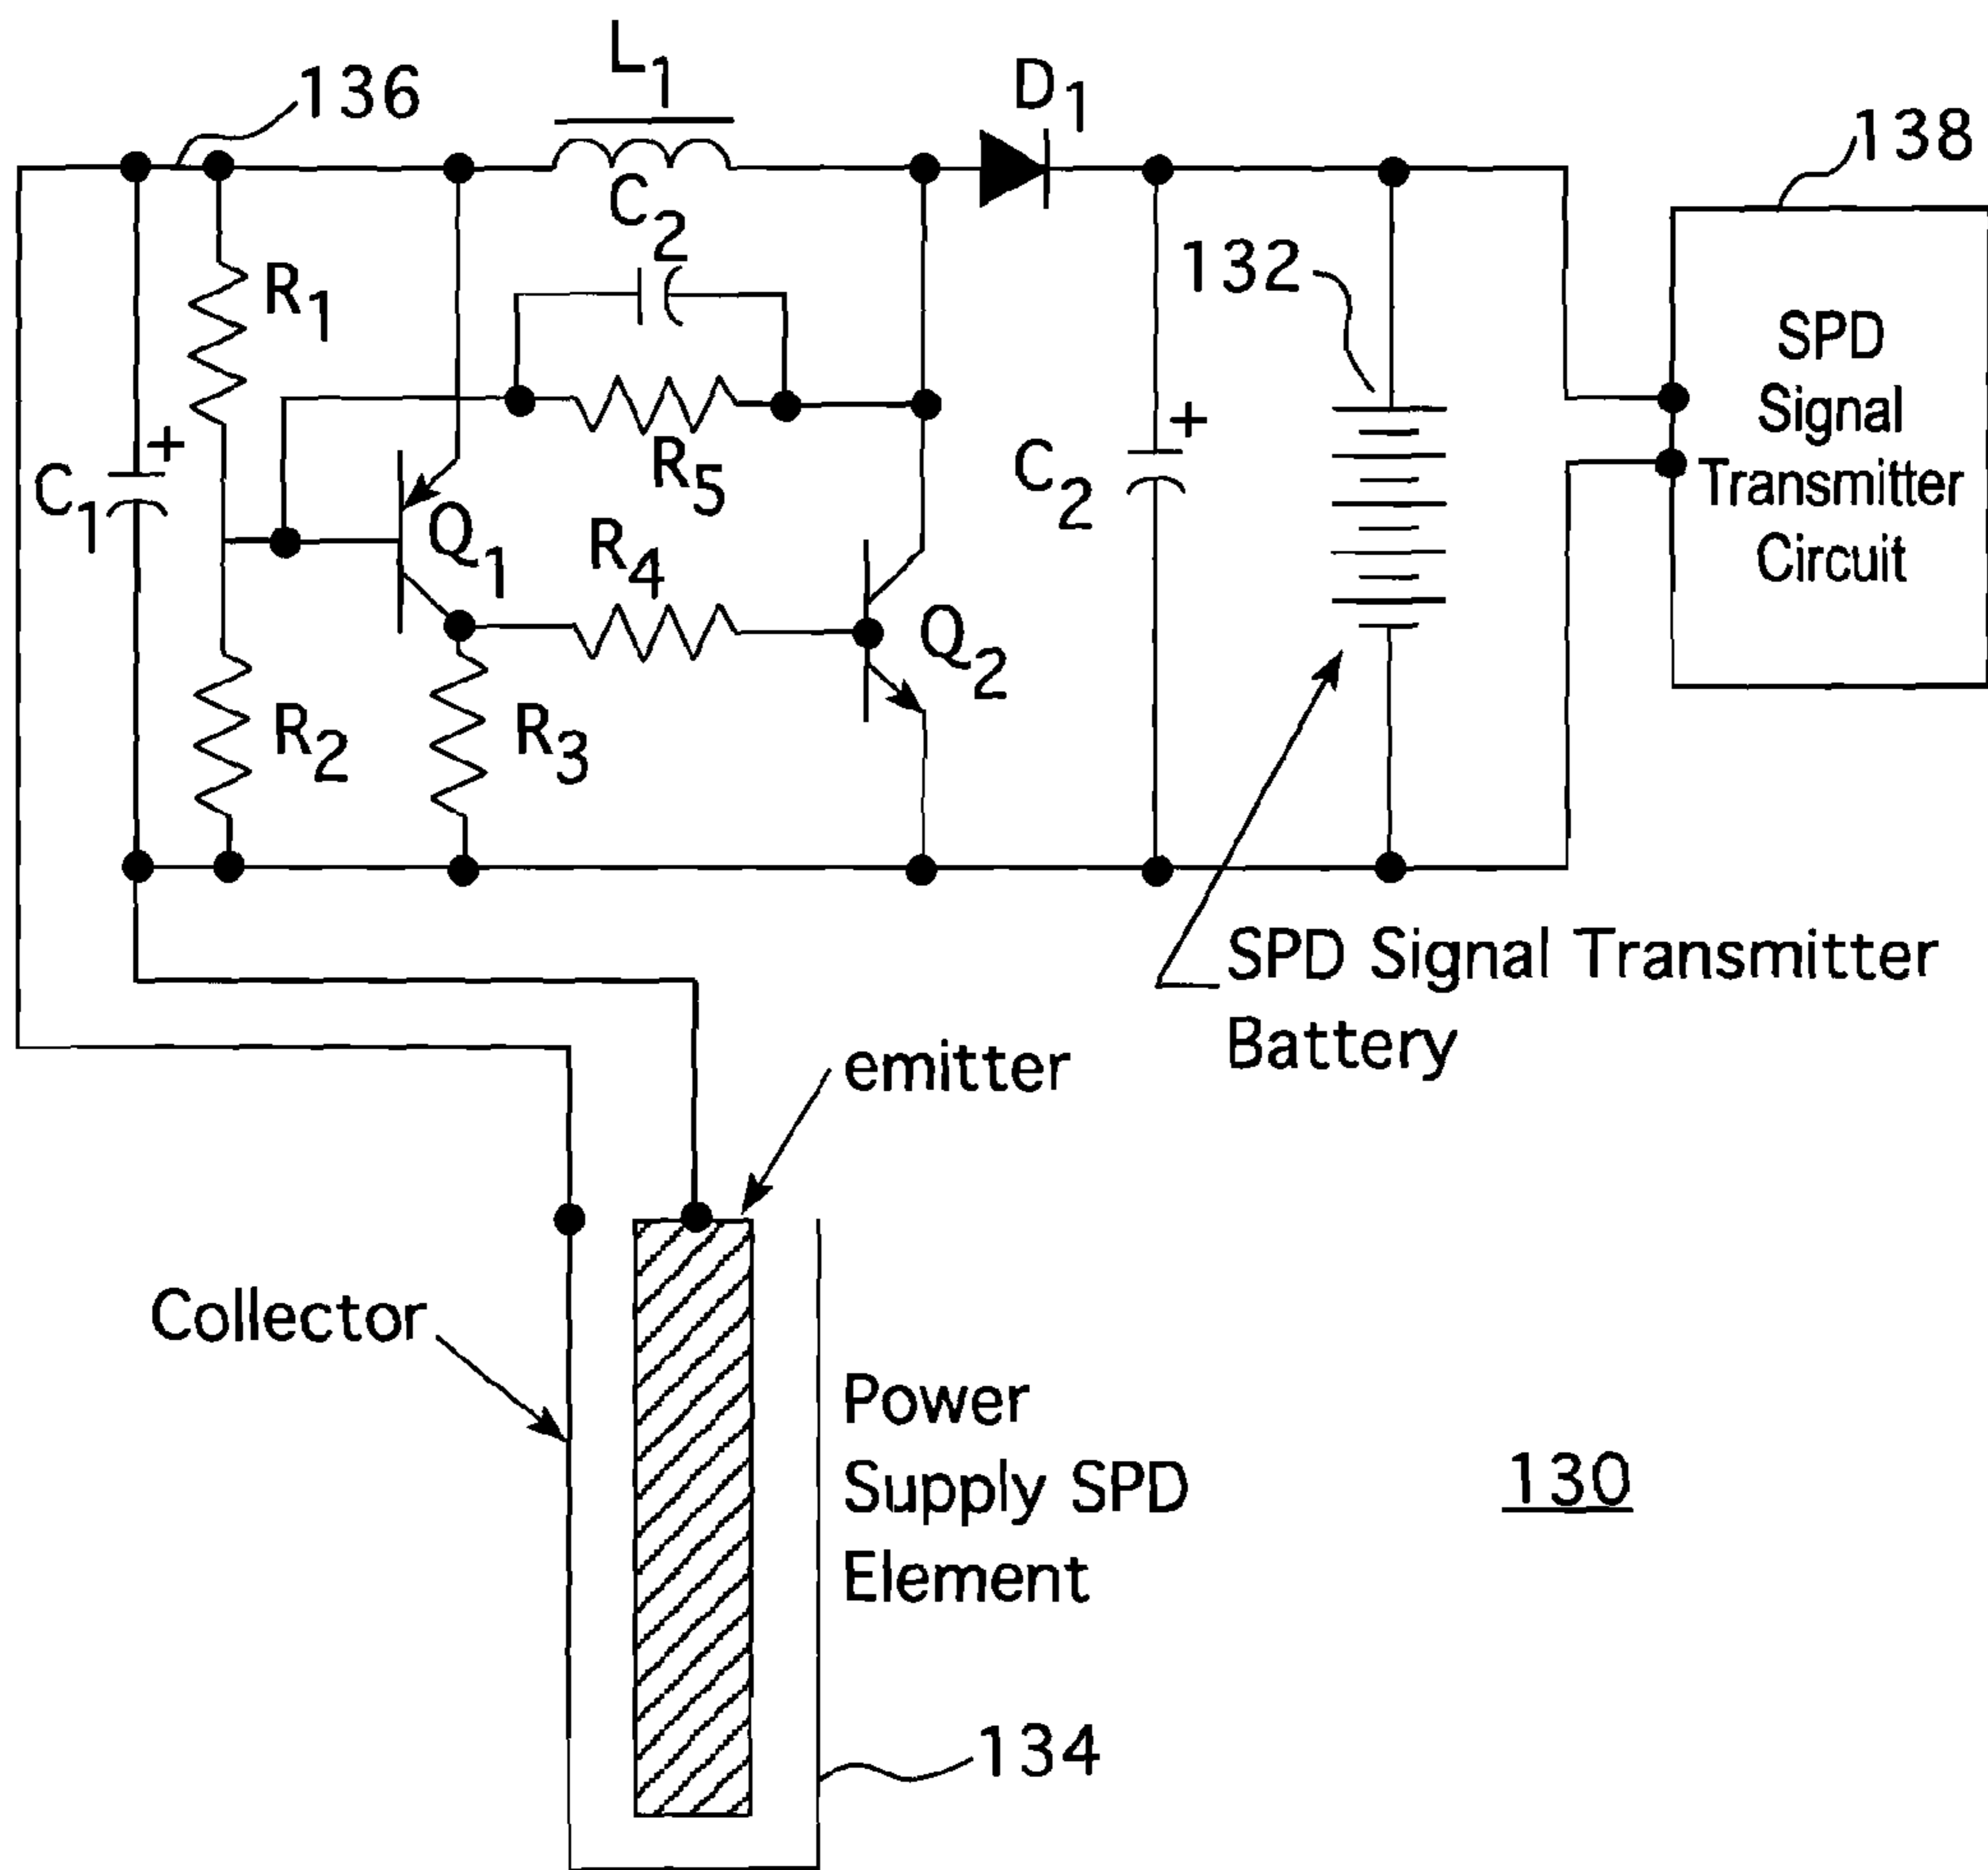 L1
136
D1
138
C2
R1
132
SPD
Signal
Transmitter
Circuit
+
+
C1
R5
C2
Q1
R4
Q2
R2
R3
SPD Signal Transmitter
Battery
emitter
Collector
Power
Supply SPD
Element
130
134